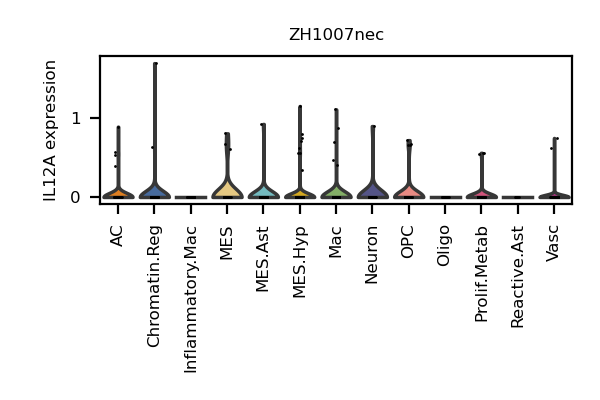 ZH1007nec
IL12A expression
1
0
AC
Chromatin.Reg
Inflammatory.Mac
MES
MES.Ast
MES.Hyp
Mac
Neuron
OPC
Oligo
Prolif.Metab
Reactive.Ast
Vasc